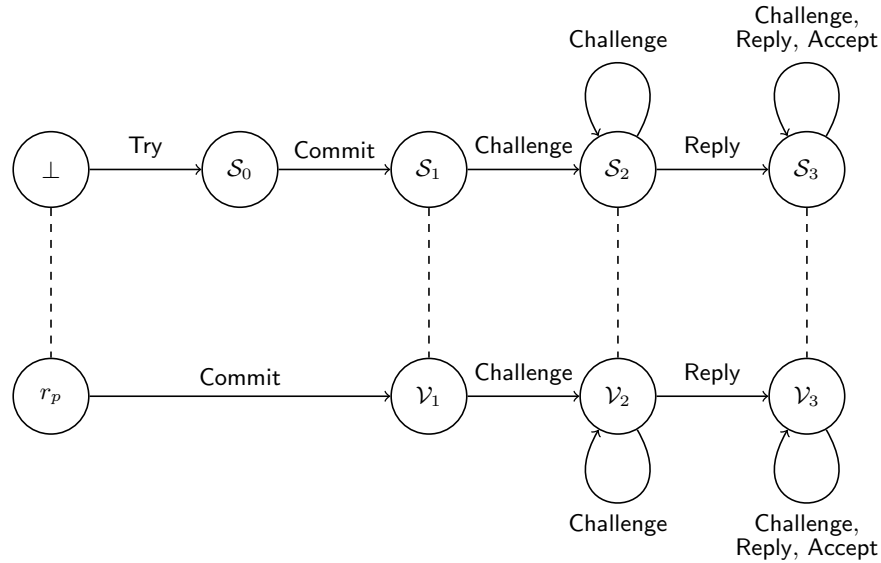 Challenge
Challenge,
Reply, Accept
⊥
Try
𝒮₀
Commit
𝒮₁
Challenge
𝒮₂
Reply
𝒮₃
rₚ
Commit
𝒱₁
Challenge
𝒱₂
Reply
𝒱₃
Challenge
Challenge,
Reply, Accept